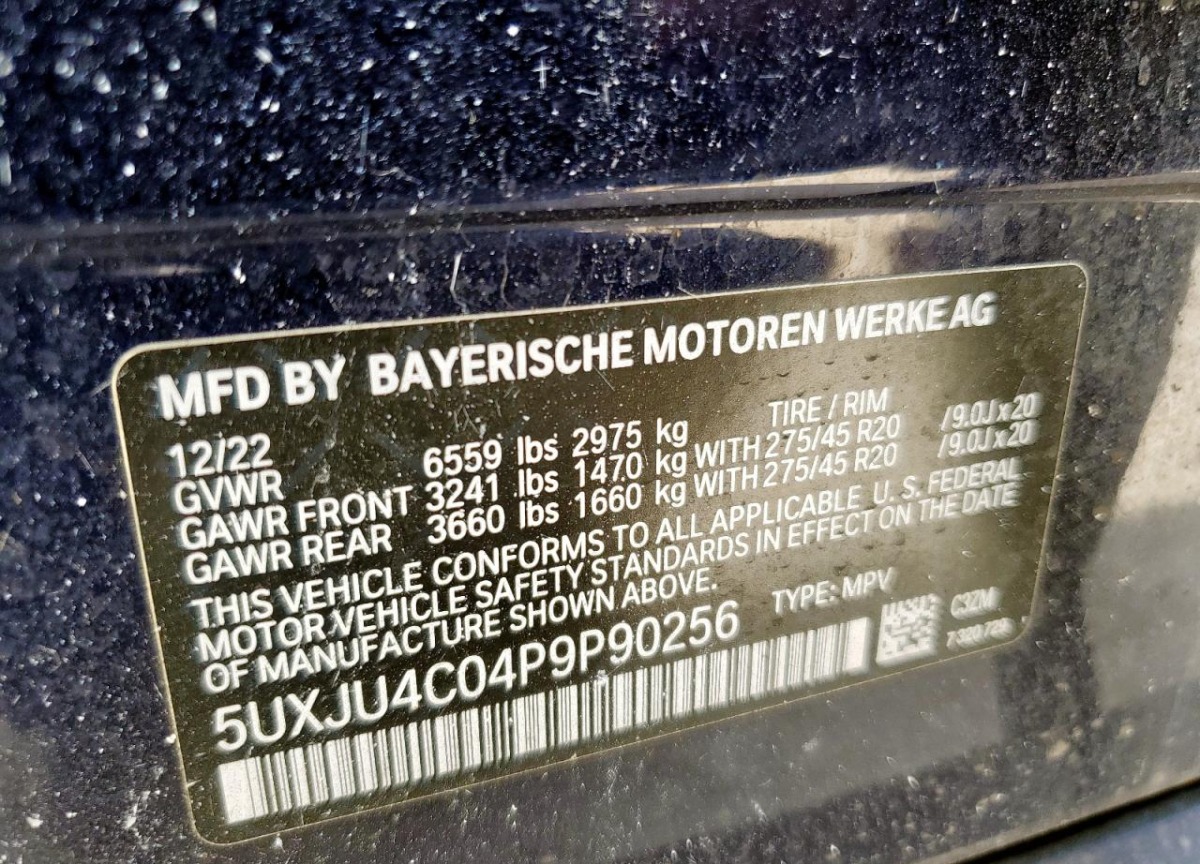 MFD BY BAYERISCHE MOTOREN WERKE AG
12/22 TIRE / RIM
GVWR 6559 lbs 2975 kg
GAWR FRONT 3241 lbs 1470 kg WITH 275/45 R20 /9.0J x 20
GAWR REAR 3660 lbs 1660 kg WITH 275/45 R20 /9.0J x 20
THIS VEHICLE CONFORMS TO ALL APPLICABLE U. S. FEDERAL
MOTOR VEHICLE SAFETY STANDARDS IN EFFECT ON THE DATE
OF MANUFACTURE SHOWN ABOVE.
5UXJU4C04P9P90256 TYPE: MPV